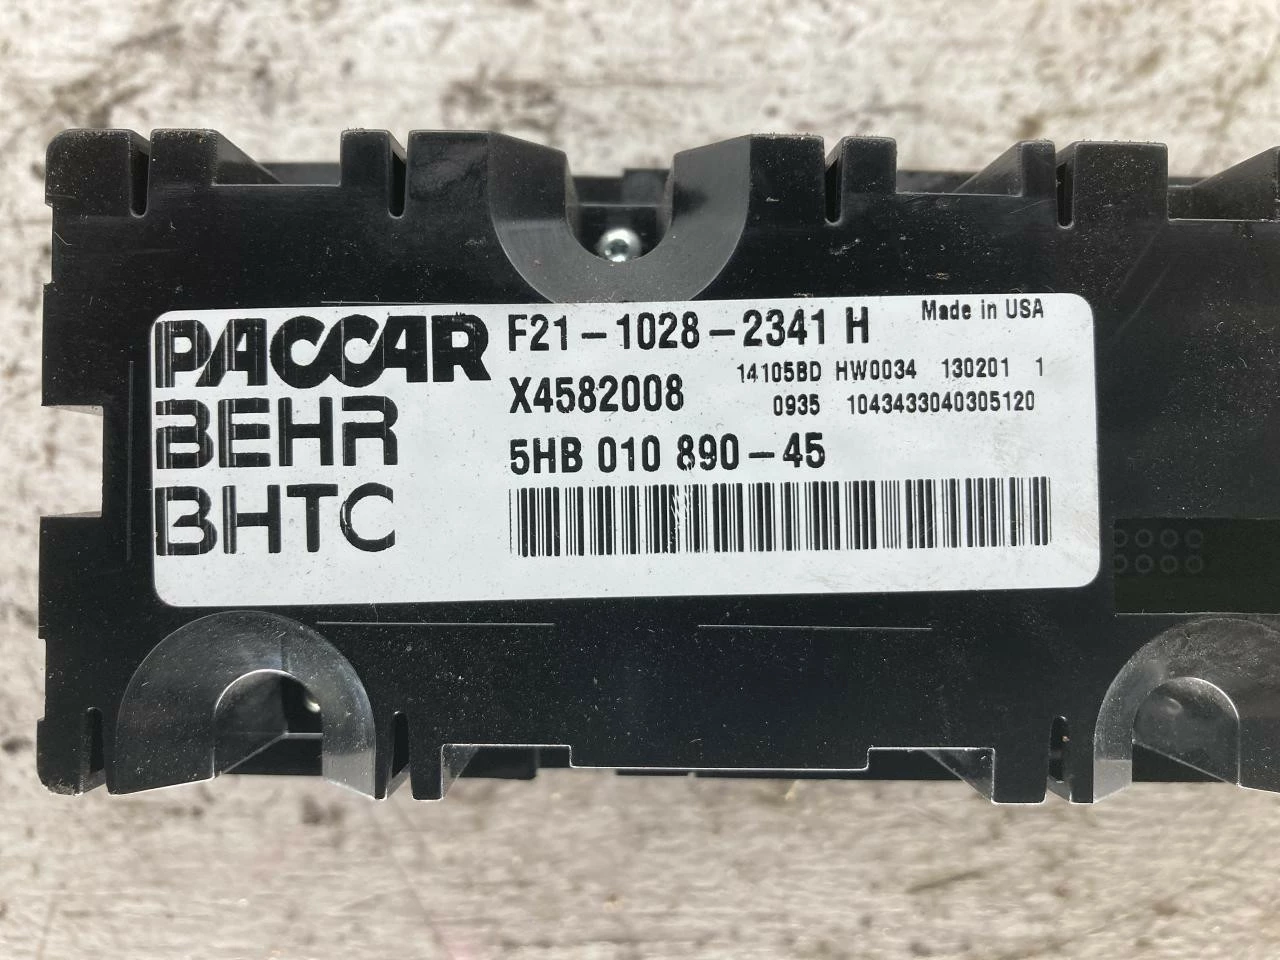 PACCAR
BEHR
BHTC
F21-1028-2341 H
Made in USA
X4582008
14105BD HW0034 130201 1
0935 1043433040305120
5HB 010 890-45